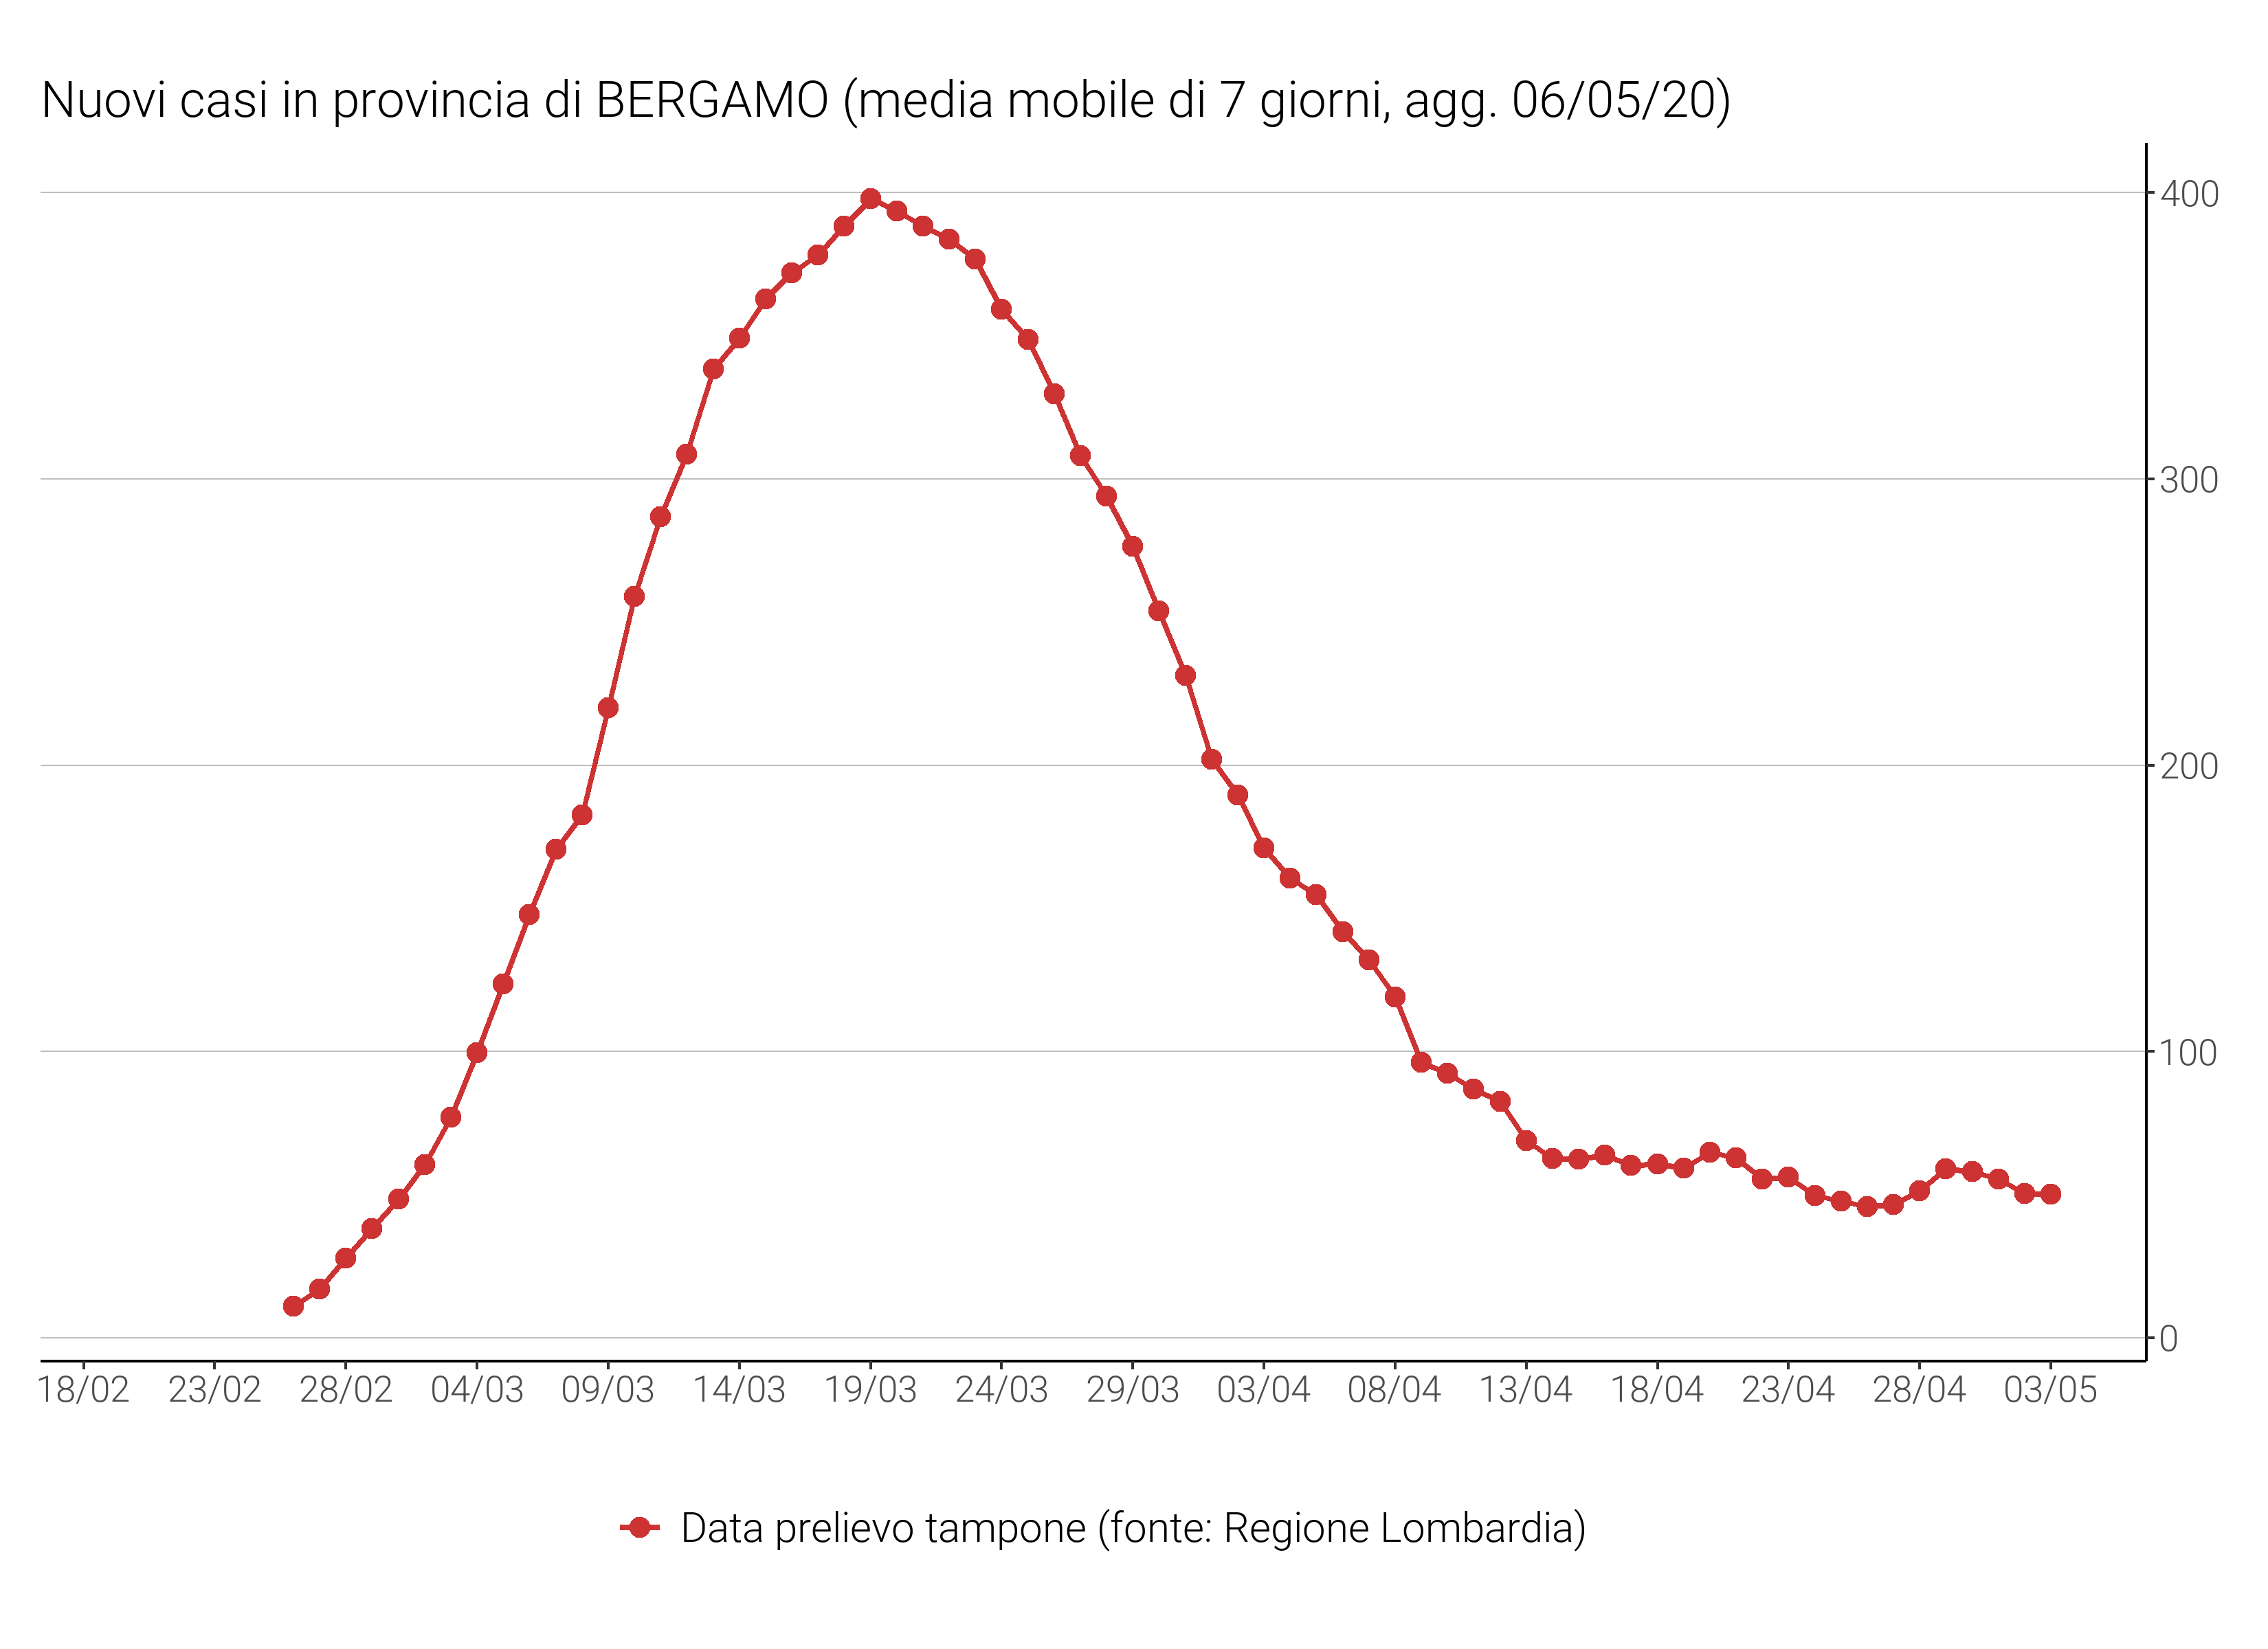 Nuovi casi in provincia di BERGAMO (media mobile di 7 giorni, agg. 06/05/20)
400
300
200
100
0
18/02 23/02 28/02 04/03 09/03 14/03 19/03 24/03 29/03 03/04 08/04 13/04 18/04 23/04 28/04 03/05
Data prelievo tampone (fonte: Regione Lombardia)